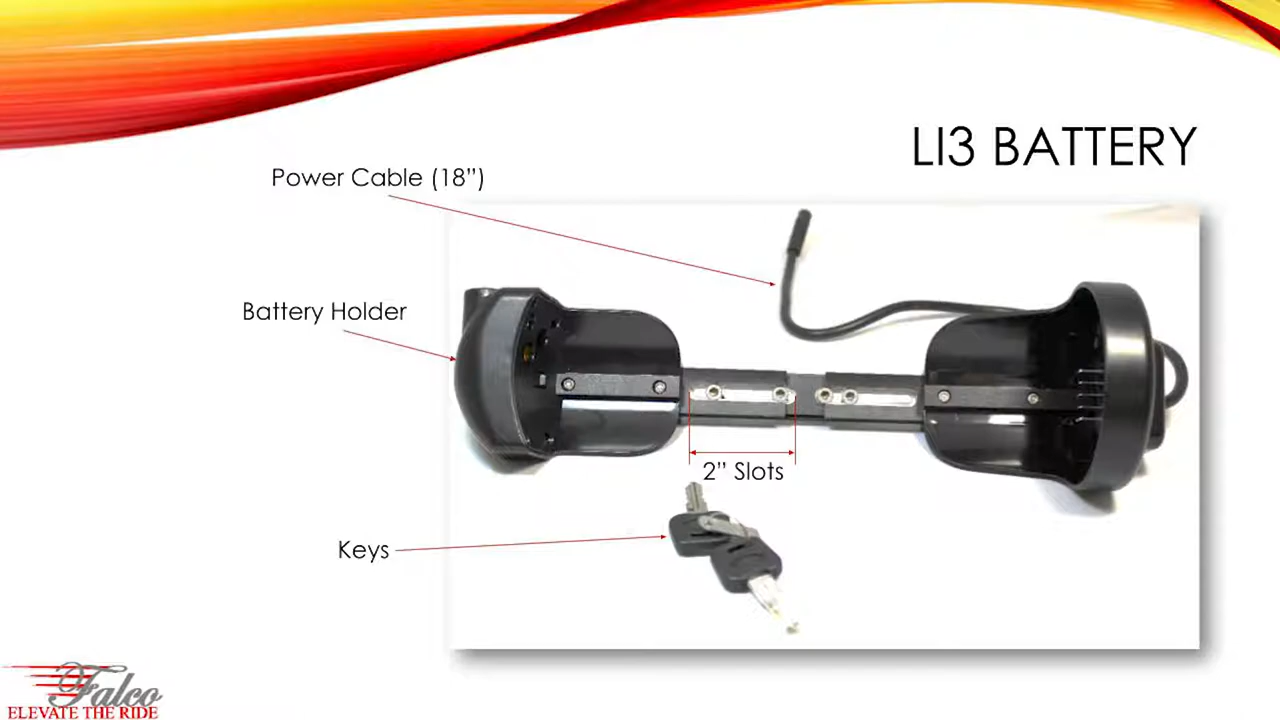 LI3 BATTERY
Power Cable (18”)
Battery Holder
2” Slots
Keys
Falco
ELEVATE THE RIDE